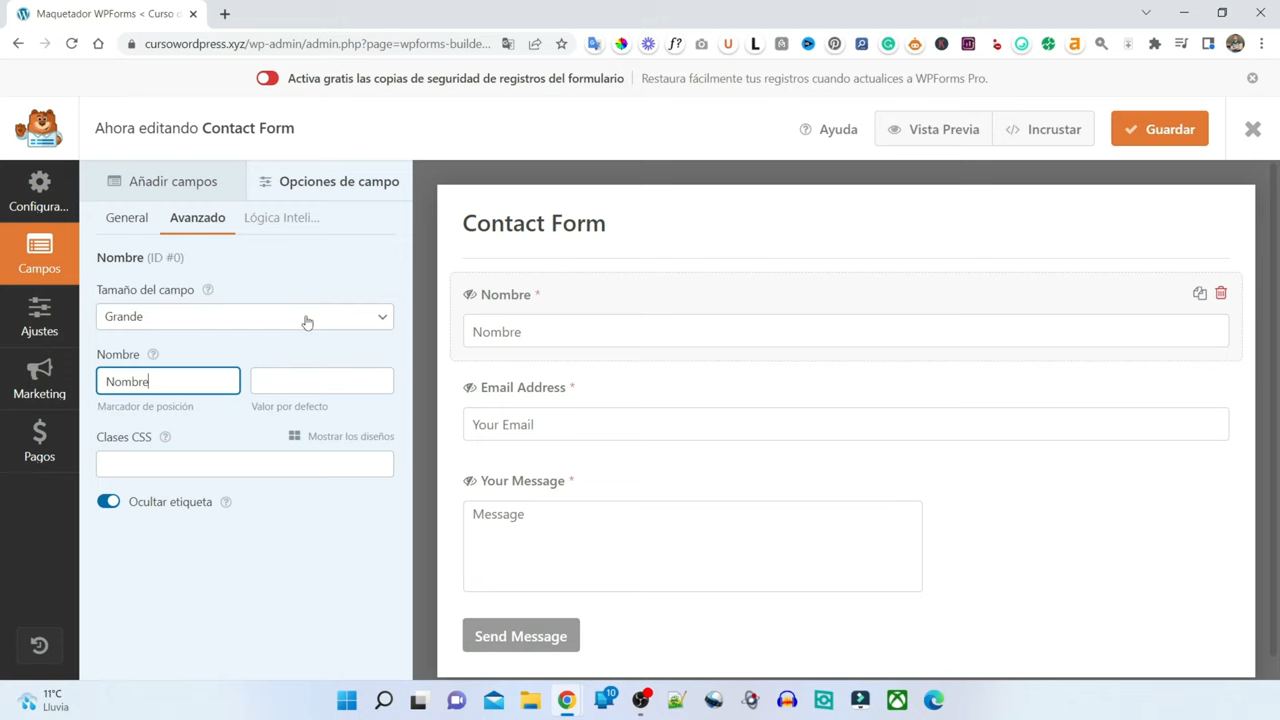 Maquetador WPForms < Curso d
cursowordpress.xyz/wp-admin/admin.php?page=wpforms-builde...
Activa gratis las copias de seguridad de registros del formulario
Restaura fácilmente tus registros cuando actualices a WPForms Pro.
Ahora editando Contact Form
Ayuda
Vista Previa
Incrustar
Guardar
Configura...
Campos
Ajustes
Marketing
Pagos
Añadir campos
Opciones de campo
General
Avanzado
Lógica Inteli...
Nombre (ID #0)
Tamaño del campo
Grande
Nombre
Nombre
Marcador de posición
Valor por defecto
Clases CSS
Mostrar los diseños
Ocultar etiqueta
Contact Form
Nombre *
Nombre
Email Address *
Your Email
Your Message *
Message
Send Message
11°C
Lluvia
10